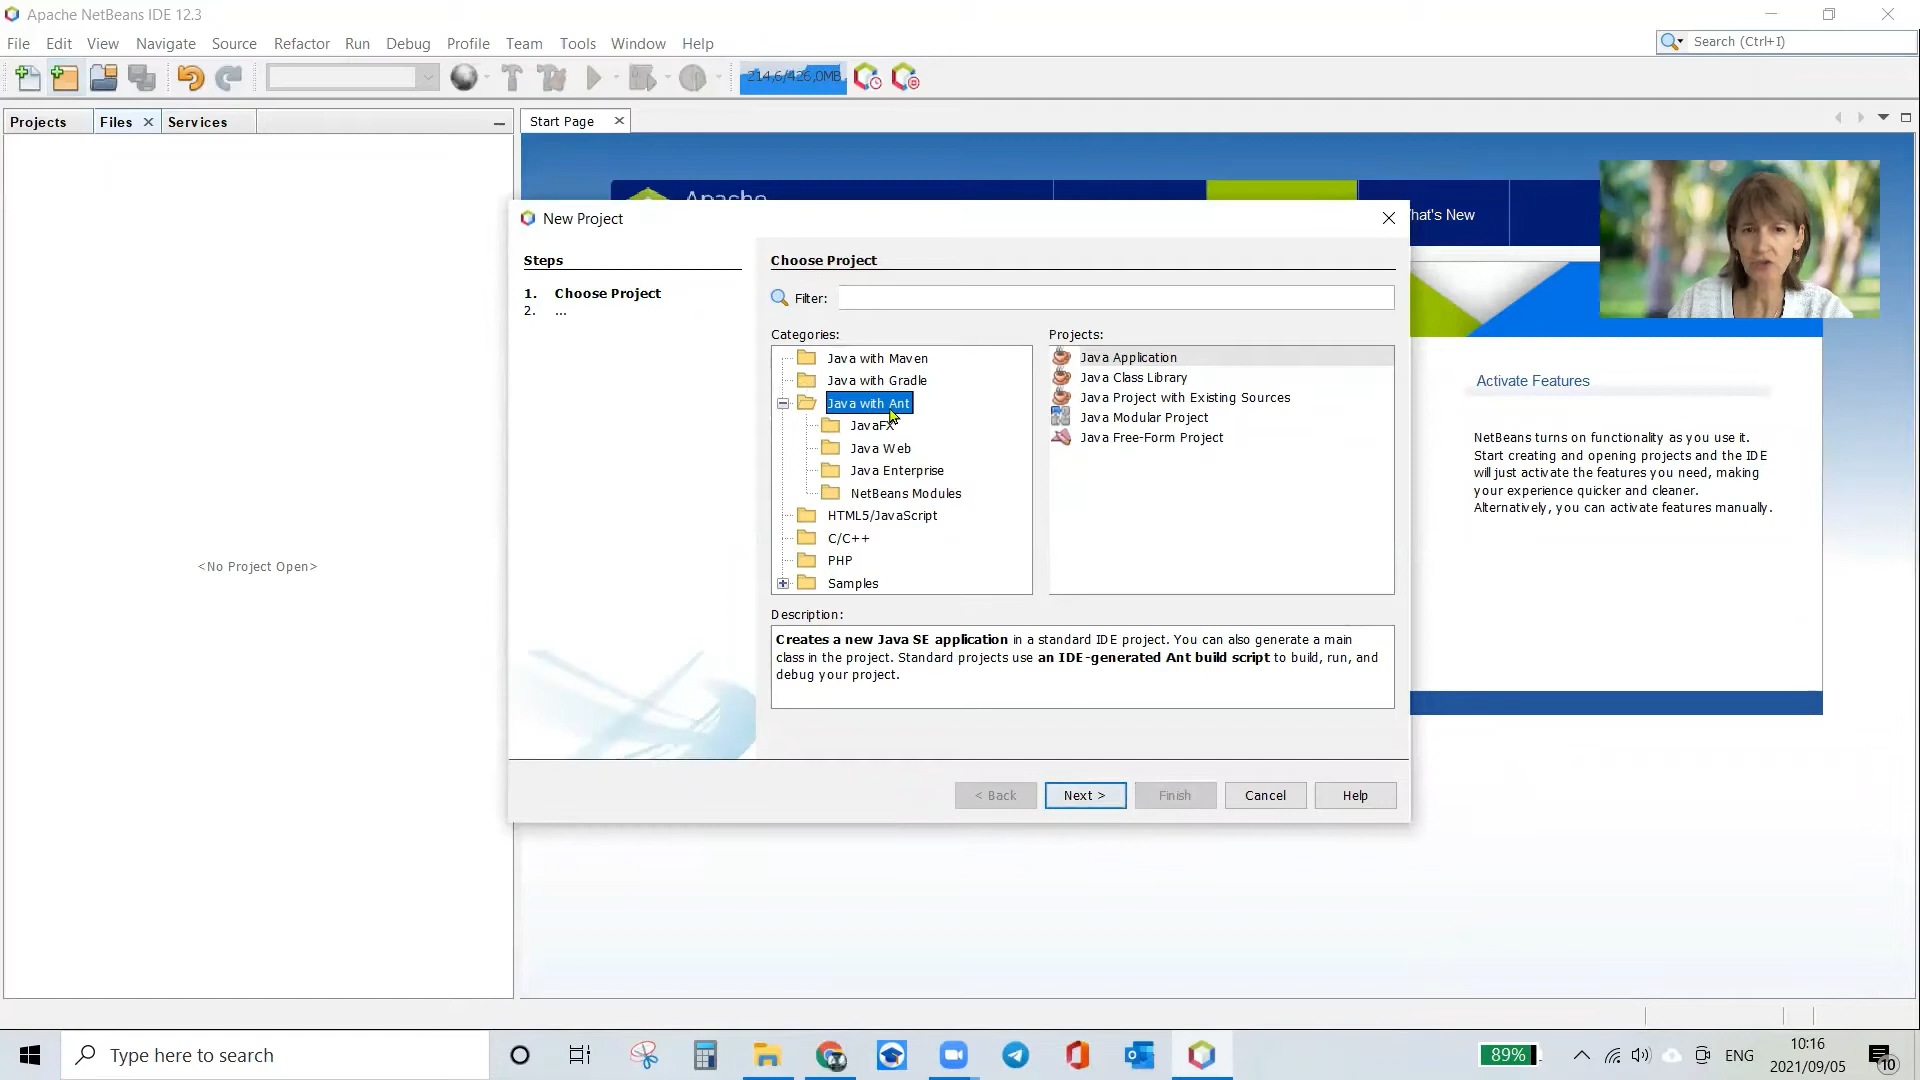 Apache NetBeans IDE 12.3
File Edit View Navigate Source Refactor Run Debug Profile Team Tools Window Help
Search (Ctrl+I)
214,6/426,0MB
Projects Files Services
Start Page
Apache
hat's New
New Project
Steps
1. Choose Project
2. ...
Choose Project
Filter:
Categories:
Java with Maven
Java with Gradle
Java with Ant
JavaFX
Java Web
Java Enterprise
NetBeans Modules
HTML5/JavaScript
C/C++
PHP
Samples
Projects:
Java Application
Java Class Library
Java Project with Existing Sources
Java Modular Project
Java Free-Form Project
Description:
Creates a new Java SE application in a standard IDE project. You can also generate a main
class in the project. Standard projects use an IDE-generated Ant build script to build, run, and
debug your project.
< Back Next > Finish Cancel Help
Activate Features
NetBeans turns on functionality as you use it.
Start creating and opening projects and the IDE
will just activate the features you need, making
your experience quicker and cleaner.
Alternatively, you can activate features manually.
<No Project Open>
Type here to search
89%
ENG
10:16
2021/09/05
10